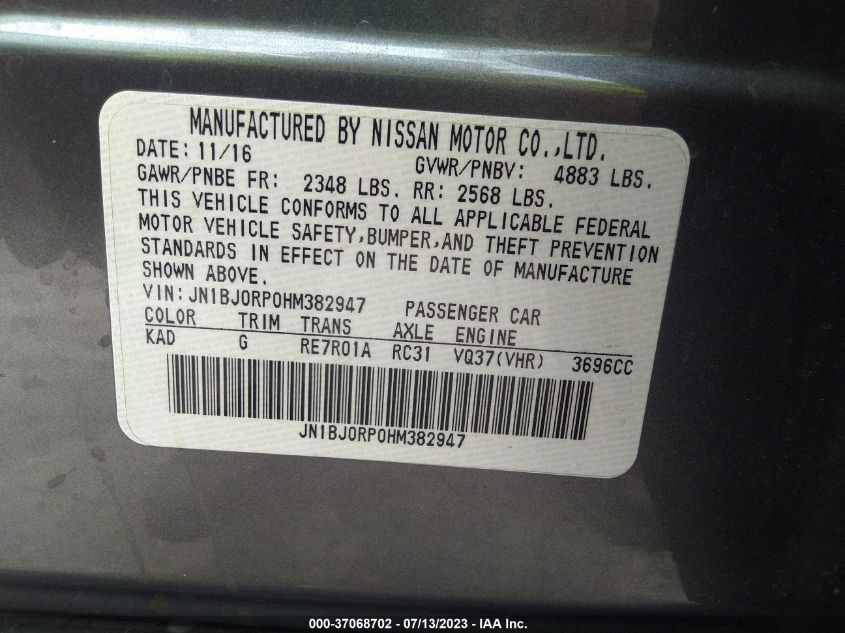 MANUFACTURED BY NISSAN MOTOR CO.,LTD.
DATE: 11/16 GVWR/PNBV: 4883 LBS.
GAWR/PNBE FR: 2348 LBS. RR: 2568 LBS.
THIS VEHICLE CONFORMS TO ALL APPLICABLE FEDERAL
MOTOR VEHICLE SAFETY,BUMPER,AND THEFT PREVENTION
STANDARDS IN EFFECT ON THE DATE OF MANUFACTURE
SHOWN ABOVE.
VIN:JN1BJ0RP0HM382947 PASSENGER CAR
COLOR TRIM TRANS AXLE ENGINE
KAD G RE7R01A RC31 VQ37(VHR) 3696CC
JN1BJ0RP0HM382947
000-37068702 - 07/13/2023 - IAA Inc.